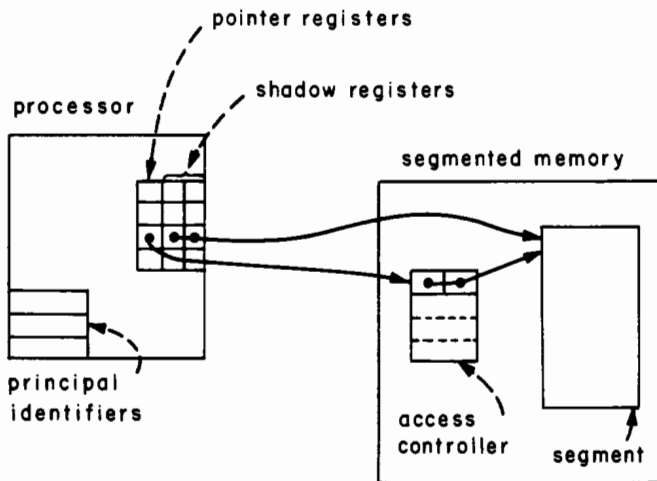 pointer registers
shadow registers
processor
segmented memory
principal
identifiers
access
controller
segment